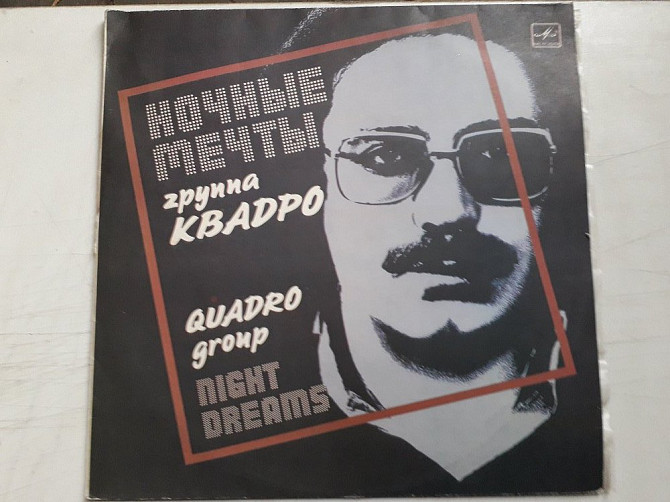 НОЧНЫЕ
МЕЧТЫ
группа
КВАДРО
QUADRO
group
NIGHT
DREAMS